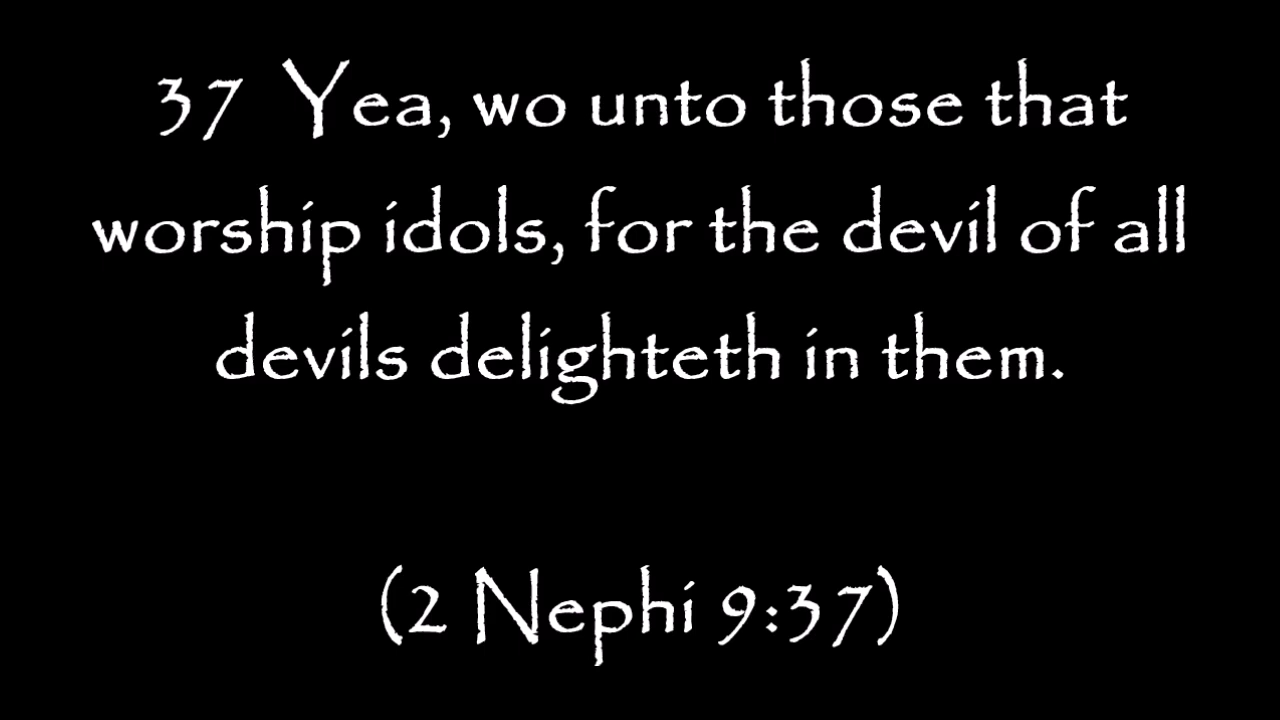 37 Yea, wo unto those that
worship idols, for the devil of all
devils delighteth in them.
(2 Nephi 9:37)